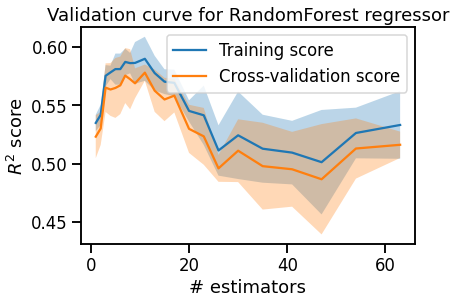 Validation curve for RandomForest regressor
Training score
Cross-validation score
R² score
0.60
0.55
0.50
0.45
0 20 40 60
# estimators